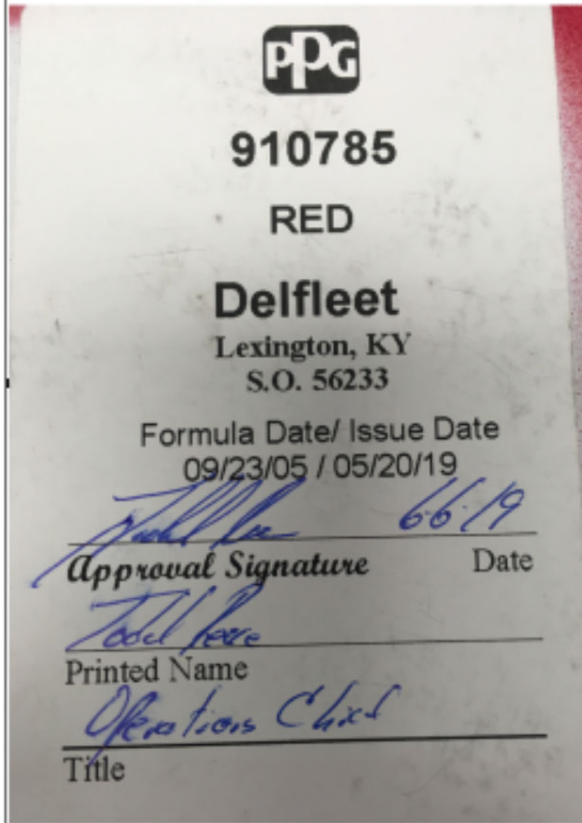 PPG
910785
RED
Delfleet
Lexington, KY
S.O. 56233
Formula Date/ Issue Date
09/23/05 / 05/20/19
6-6-19
Approval Signature Date
Todd
Printed Name
Operations Chief
Title